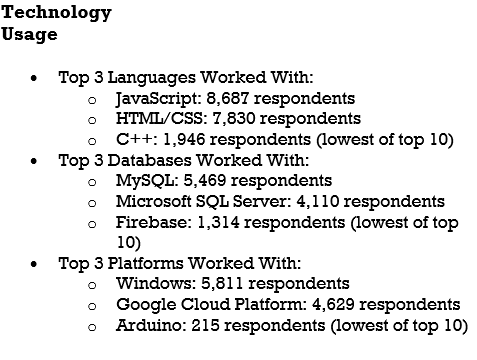 Technology
Usage
• Top 3 Languages Worked With:
o JavaScript: 8,687 respondents
o HTML/CSS: 7,830 respondents
o C++: 1,946 respondents (lowest of top 10)
• Top 3 Databases Worked With:
o MySQL: 5,469 respondents
o Microsoft SQL Server: 4,110 respondents
o Firebase: 1,314 respondents (lowest of top
10)
• Top 3 Platforms Worked With:
o Windows: 5,811 respondents
o Google Cloud Platform: 4,629 respondents
o Arduino: 215 respondents (lowest of top 10)